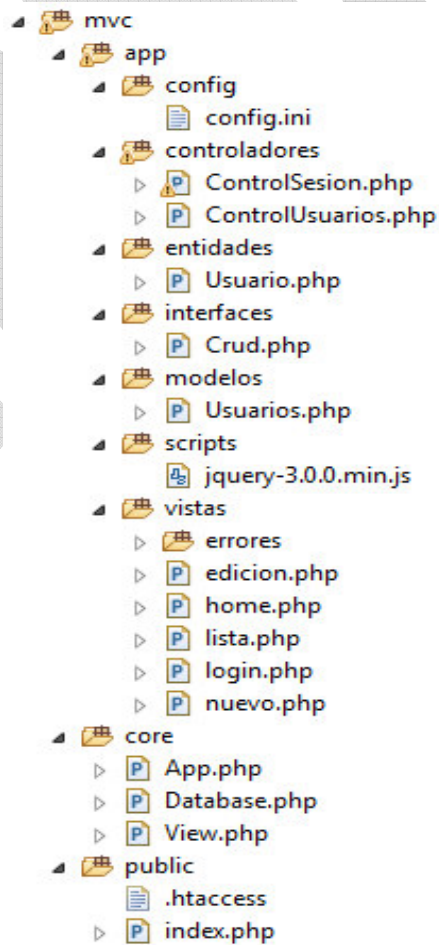 mvc
app
config
config.ini
controladores
ControlSesion.php
ControlUsuarios.php
entidades
Usuario.php
interfaces
Crud.php
modelos
Usuarios.php
scripts
jquery-3.0.0.min.js
vistas
errores
edicion.php
home.php
lista.php
login.php
nuevo.php
core
App.php
Database.php
View.php
public
.htaccess
index.php